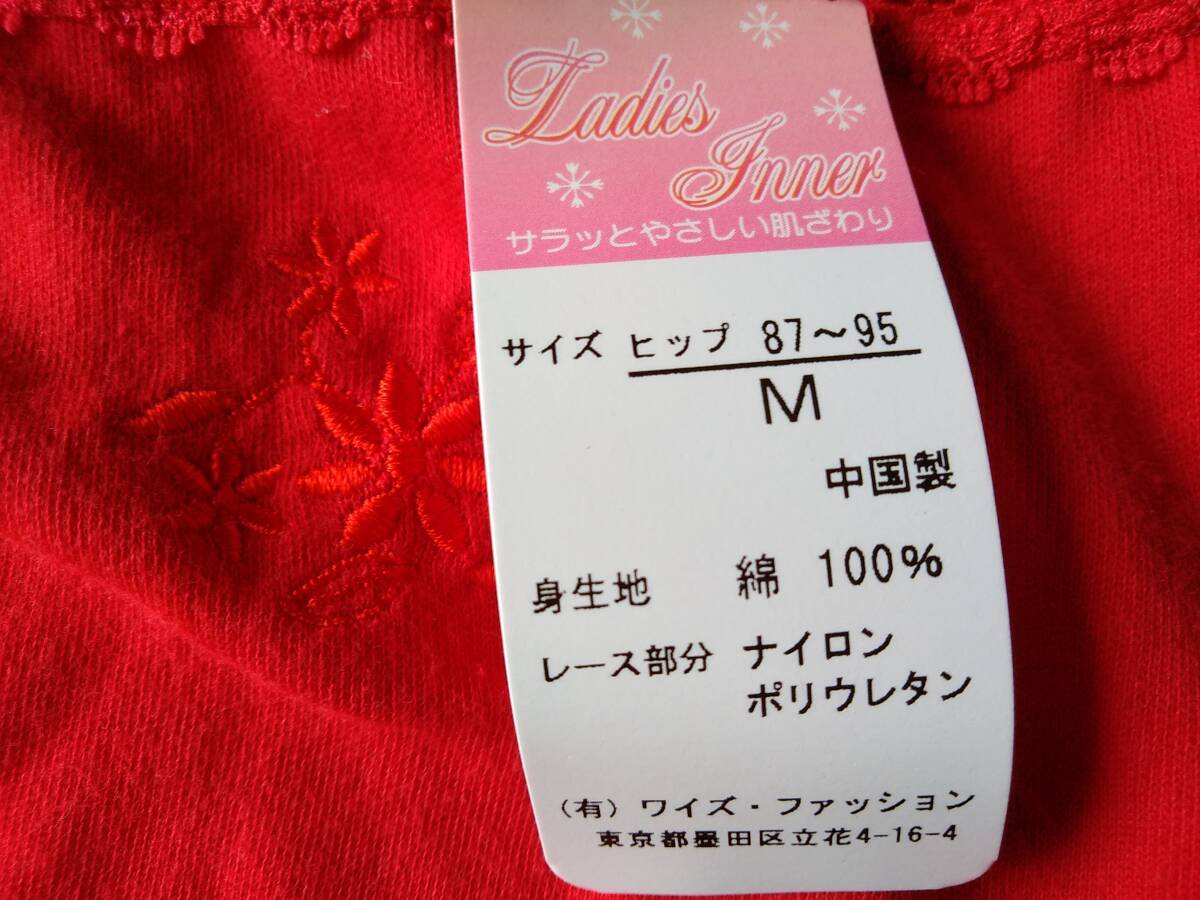 Ladies
Inner
サラッとやさしい肌ざわり
サイズ ヒップ 87～95
M
中国製
身生地 綿 100%
レース部分 ナイロン
ポリウレタン
（有）ワイズ・ファッション
東京都墨田区立花4-16-4